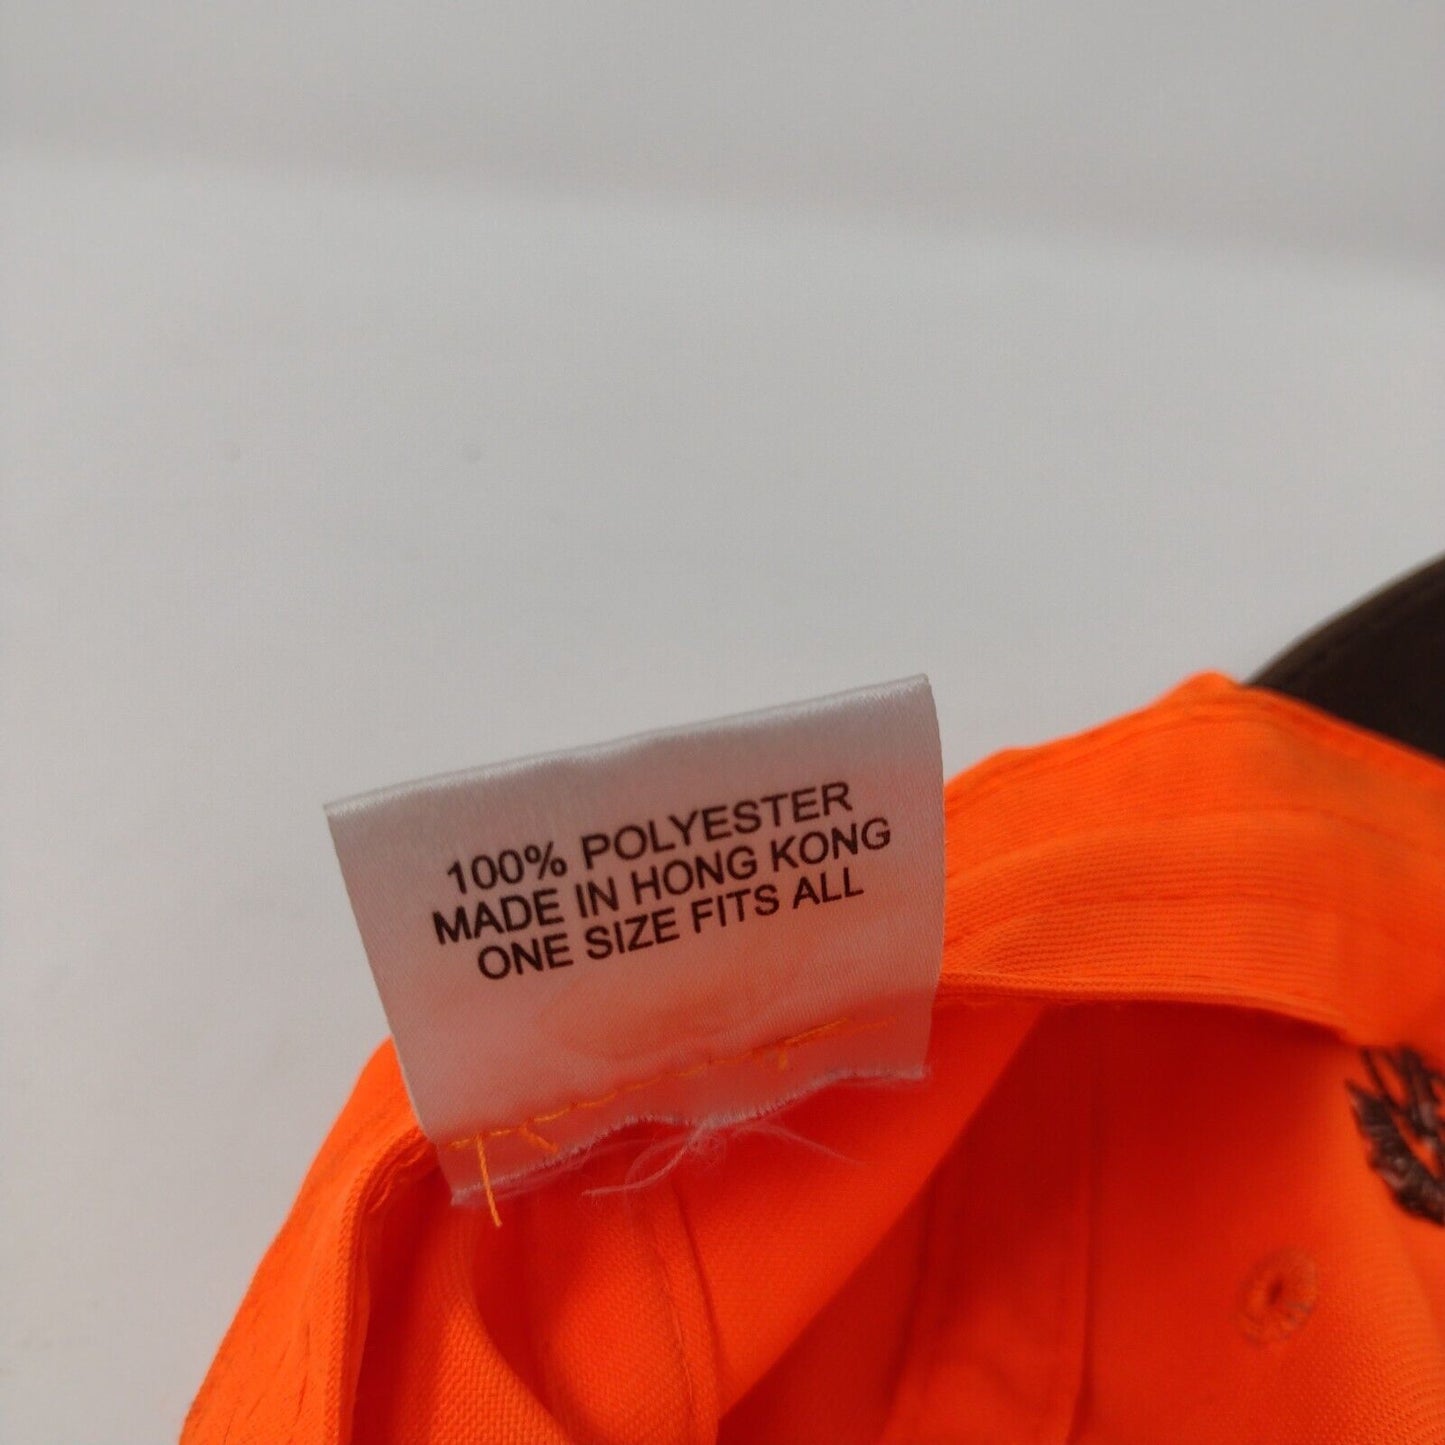 100% POLYESTER
MADE IN HONG KONG
ONE SIZE FITS ALL